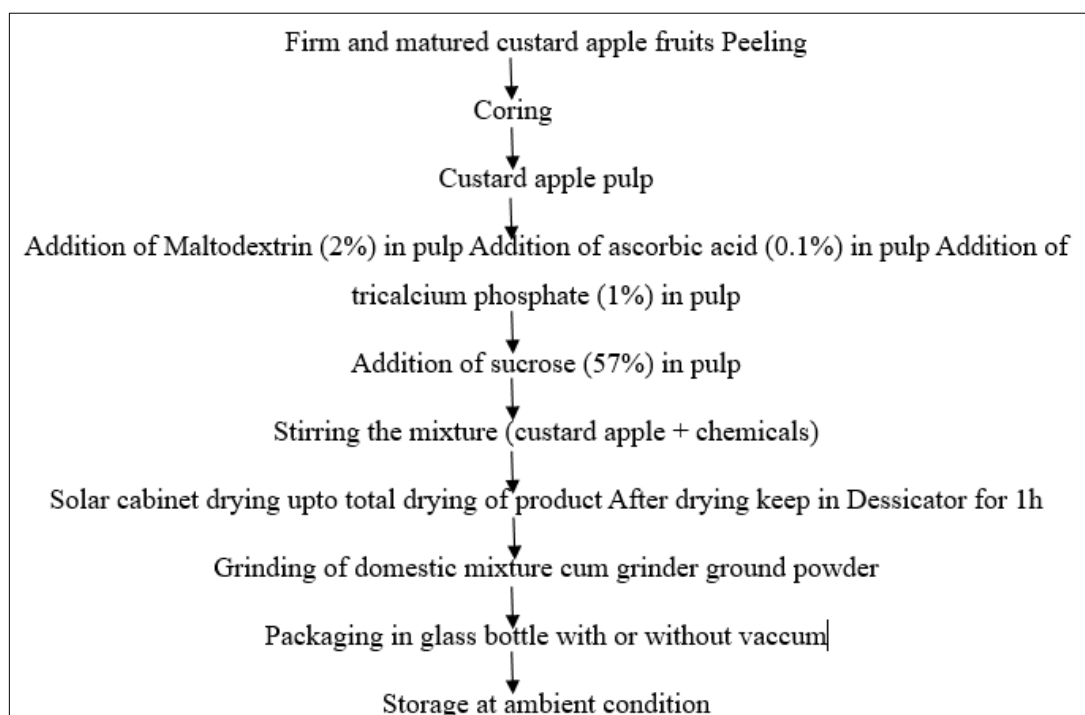 Firm and matured custard apple fruits Peeling
Coring
Custard apple pulp
Addition of Maltodextrin (2%) in pulp Addition of ascorbic acid (0.1%) in pulp Addition of
tricalcium phosphate (1%) in pulp
Addition of sucrose (57%) in pulp
Stirring the mixture (custard apple + chemicals)
Solar cabinet drying upto total drying of product After drying keep in Dessicator for 1h
Grinding of domestic mixture cum grinder ground powder
Packaging in glass bottle with or without vaccum
Storage at ambient condition